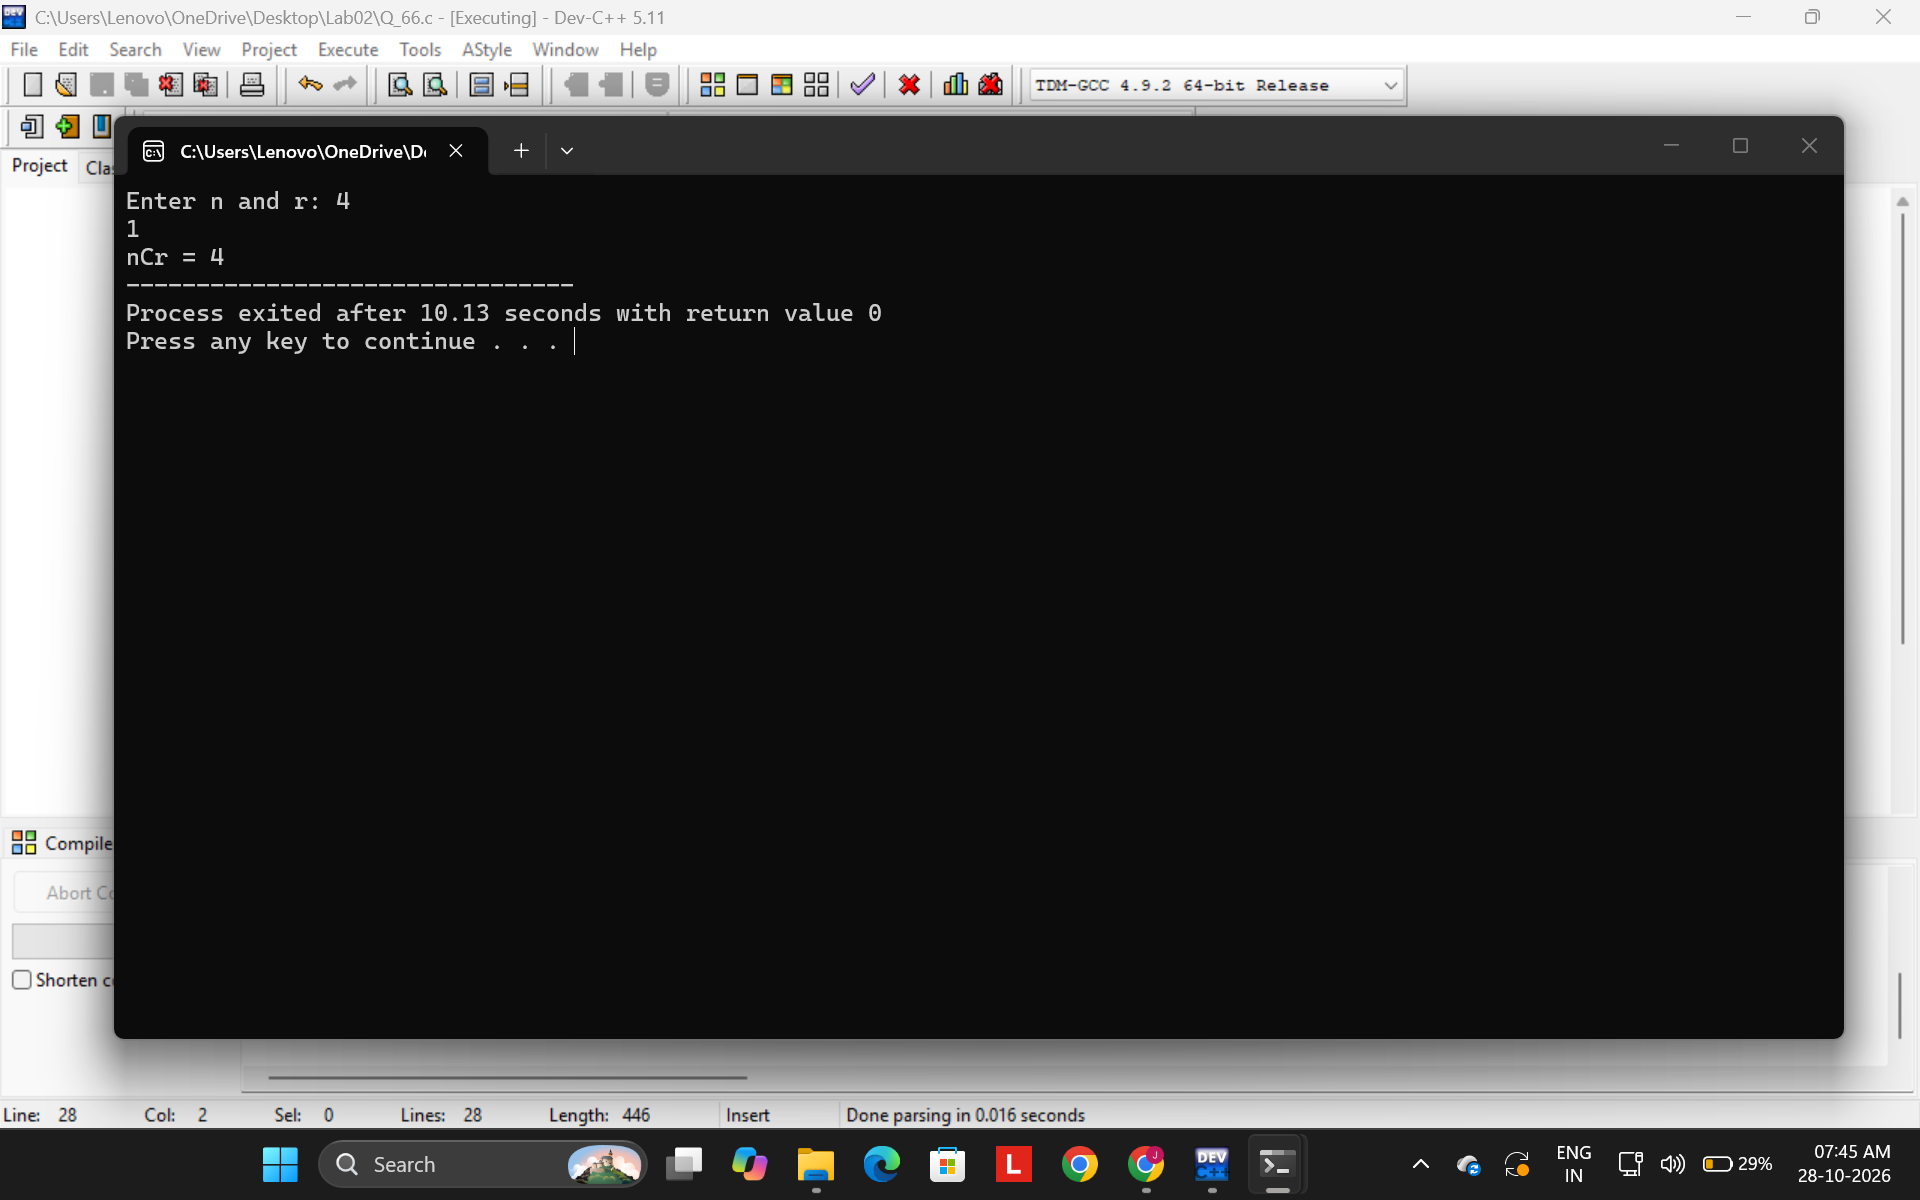 C:\Users\Lenovo\OneDrive\Desktop\Lab02\Q_66.c - [Executing] - Dev-C++ 5.11
File Edit Search View Project Execute Tools AStyle Window Help
TDM-GCC 4.9.2 64-bit Release
Project
C:\Users\Lenovo\OneDrive\D
Enter n and r: 4
1
nCr = 4
--------------------------------
Process exited after 10.13 seconds with return value 0
Press any key to continue . . .
Compile
Abort
Shorten
Line: 28 Col: 2 Sel: 0 Lines: 28 Length: 446 Insert Done parsing in 0.016 seconds
Search
L
J
DEV
C++
ENG
IN
29%
07:45 AM
28-10-2026